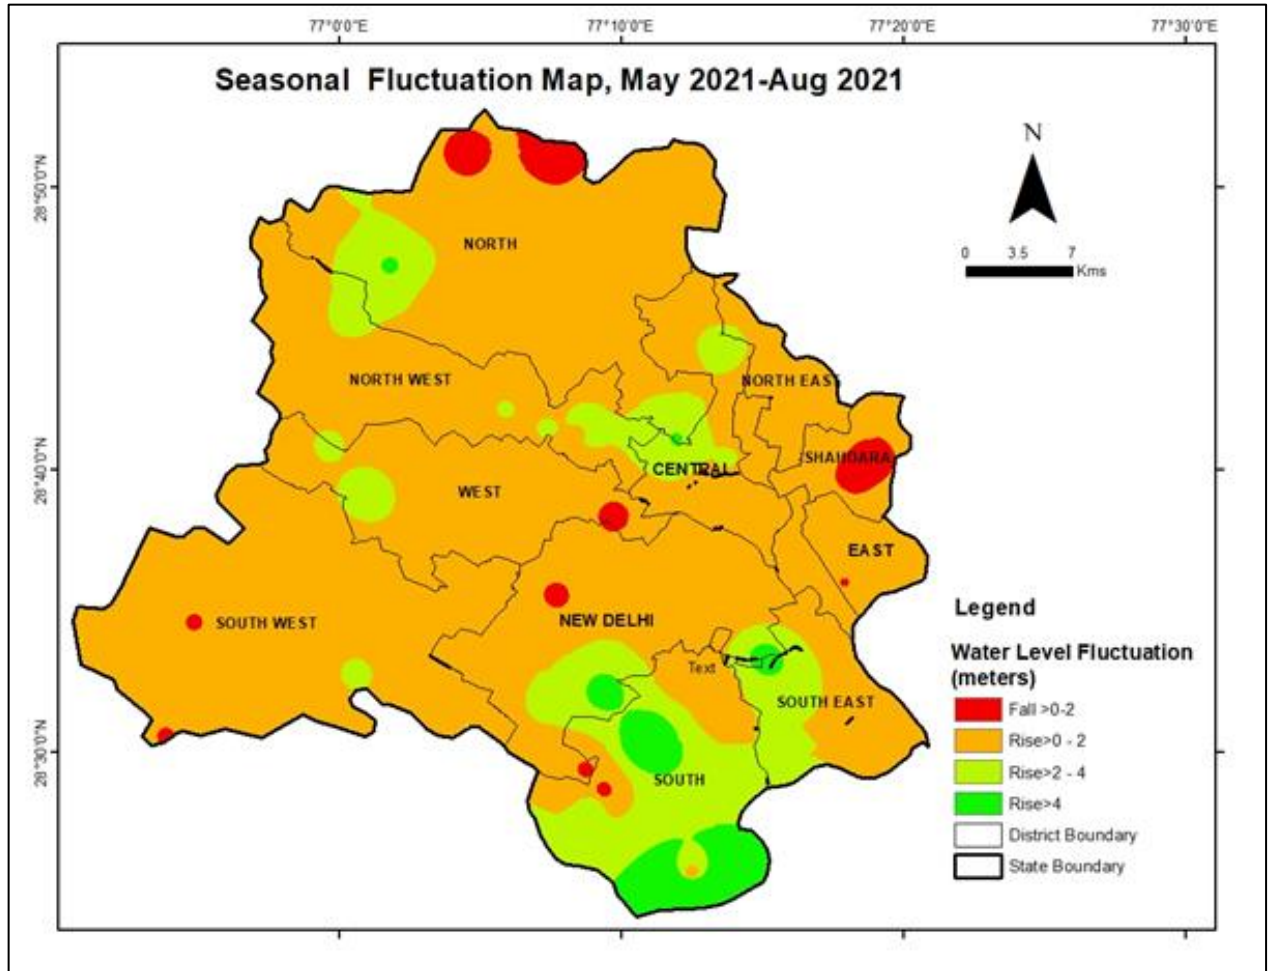 77°0'0"E 77°10'0"E 77°20'0"E 77°30'0"E
Seasonal Fluctuation Map, May 2021-Aug 2021
N
0 3.5 7
Kms
28°50'0"N
28°40'0"N
28°30'0"N
NORTH
NORTH WEST
NORTH EAST
SHAHDARA
CENTRAL
WEST
EAST
SOUTH WEST
NEW DELHI
Text
SOUTH EAST
SOUTH
Legend
Water Level Fluctuation
(meters)
Fall >0-2
Rise>0 - 2
Rise>2 - 4
Rise>4
District Boundary
State Boundary